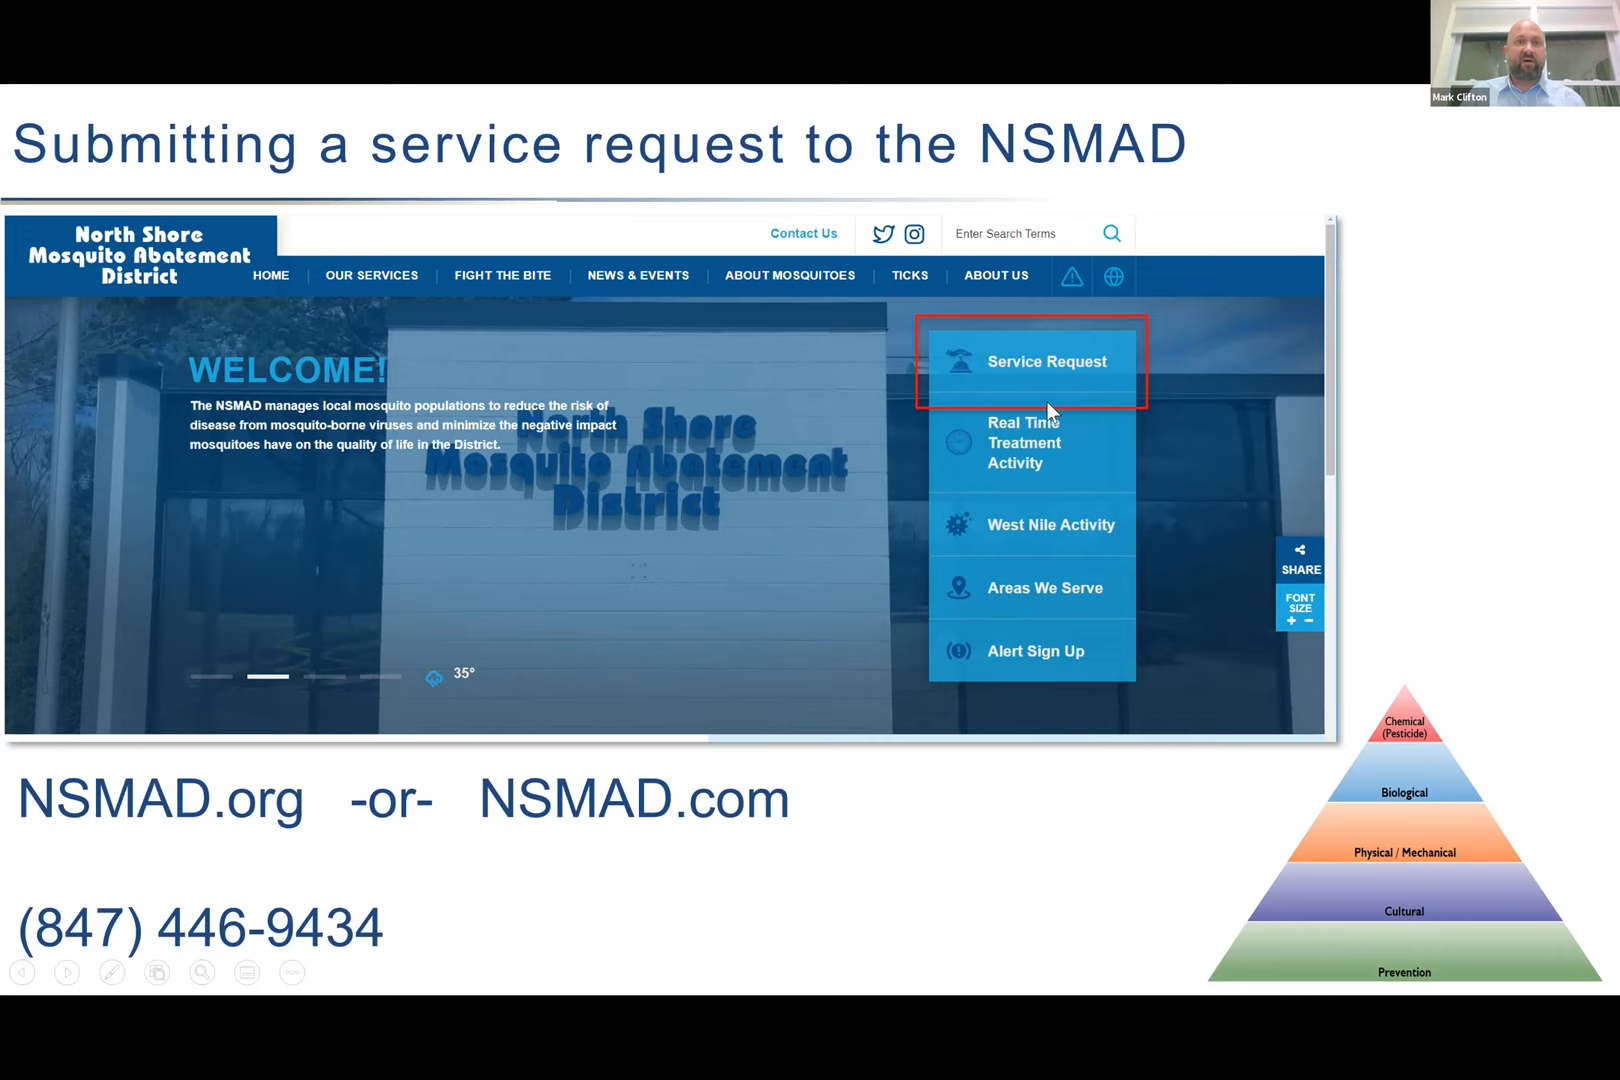 Mark Clifton
Submitting a service request to the NSMAD
North Shore
Mosquito Abatement
District
Contact Us
Enter Search Terms
HOME
OUR SERVICES
FIGHT THE BITE
NEWS & EVENTS
ABOUT MOSQUITOES
TICKS
ABOUT US
WELCOME!
The NSMAD manages local mosquito populations to reduce the risk of
disease from mosquito-borne viruses and minimize the negative impact
mosquitoes have on the quality of life in the District.
North Shore
Mosquito Abatement
District
35°
Service Request
Real Time
Treatment
Activity
West Nile Activity
Areas We Serve
Alert Sign Up
SHARE
FONT
SIZE
+ −
NSMAD.org -or- NSMAD.com
(847) 446-9434
Chemical
(Pesticide)
Biological
Physical / Mechanical
Cultural
Prevention